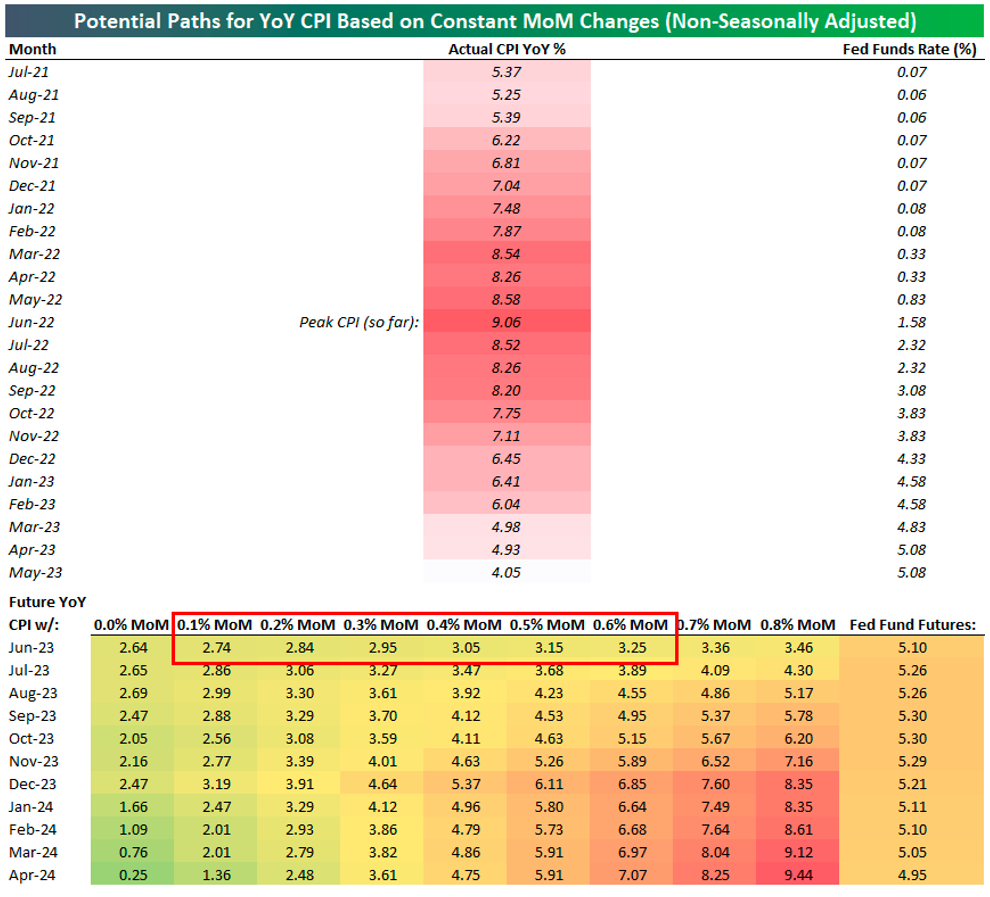 Potential Paths for YoY CPI Based on Constant MoM Changes (Non-Seasonally Adjusted)
Month Actual CPI YoY % Fed Funds Rate (%)
Jul-21 5.37 0.07
Aug-21 5.25 0.06
Sep-21 5.39 0.06
Oct-21 6.22 0.07
Nov-21 6.81 0.07
Dec-21 7.04 0.07
Jan-22 7.48 0.08
Feb-22 7.87 0.08
Mar-22 8.54 0.33
Apr-22 8.26 0.33
May-22 8.58 0.83
Jun-22 Peak CPI (so far): 9.06 1.58
Jul-22 8.52 2.32
Aug-22 8.26 2.32
Sep-22 8.20 3.08
Oct-22 7.75 3.83
Nov-22 7.11 3.83
Dec-22 6.45 4.33
Jan-23 6.41 4.58
Feb-23 6.04 4.58
Mar-23 4.98 4.83
Apr-23 4.93 5.08
May-23 4.05 5.08
Future YoY
CPI w/: 0.0% MoM 0.1% MoM 0.2% MoM 0.3% MoM 0.4% MoM 0.5% MoM 0.6% MoM 0.7% MoM 0.8% MoM Fed Fund Futures:
Jun-23 2.64 2.74 2.84 2.95 3.05 3.15 3.25 3.36 3.46 5.10
Jul-23 2.65 2.86 3.06 3.27 3.47 3.68 3.89 4.09 4.30 5.26
Aug-23 2.69 2.99 3.30 3.61 3.92 4.23 4.55 4.86 5.17 5.26
Sep-23 2.47 2.88 3.29 3.70 4.12 4.53 4.95 5.37 5.78 5.30
Oct-23 2.05 2.56 3.08 3.59 4.11 4.63 5.15 5.67 6.20 5.30
Nov-23 2.16 2.77 3.39 4.01 4.63 5.26 5.89 6.52 7.16 5.29
Dec-23 2.47 3.19 3.91 4.64 5.37 6.11 6.85 7.60 8.35 5.21
Jan-24 1.66 2.47 3.29 4.12 4.96 5.80 6.64 7.49 8.35 5.11
Feb-24 1.09 2.01 2.93 3.86 4.79 5.73 6.68 7.64 8.61 5.10
Mar-24 0.76 2.01 2.79 3.82 4.86 5.91 6.97 8.04 9.12 5.05
Apr-24 0.25 1.36 2.48 3.61 4.75 5.91 7.07 8.25 9.44 4.95